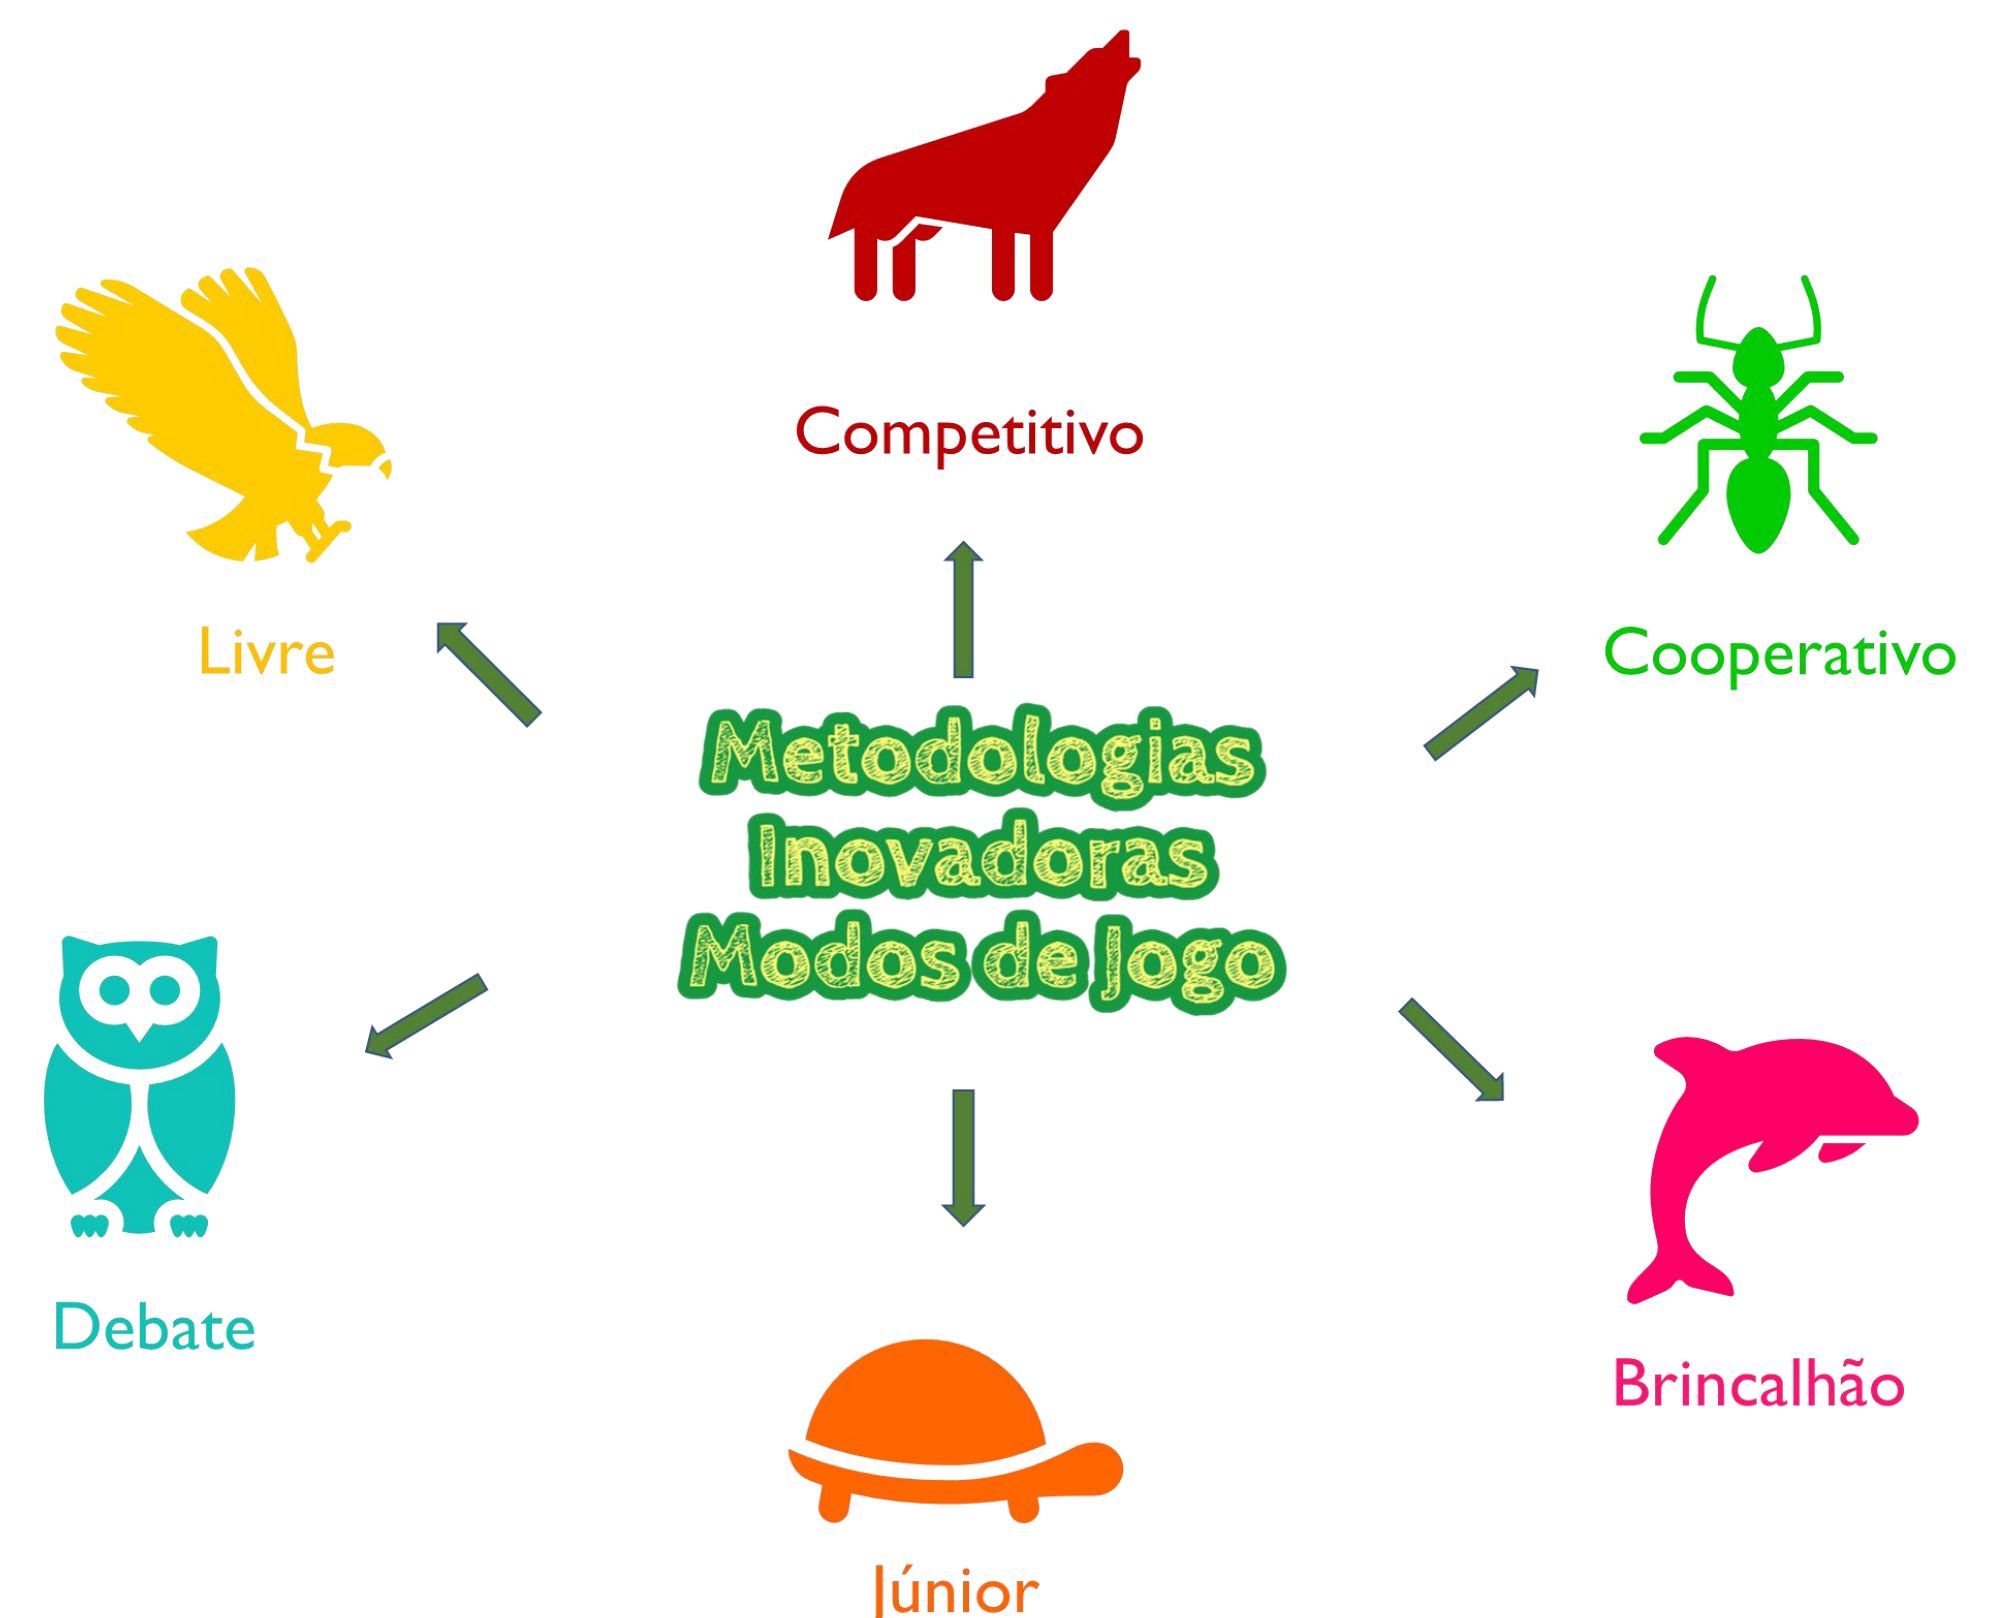 Competitivo
Livre
Cooperativo
Metodologias
Inovadoras
Modos de Jogo
Debate
Brincalhão
Júnior